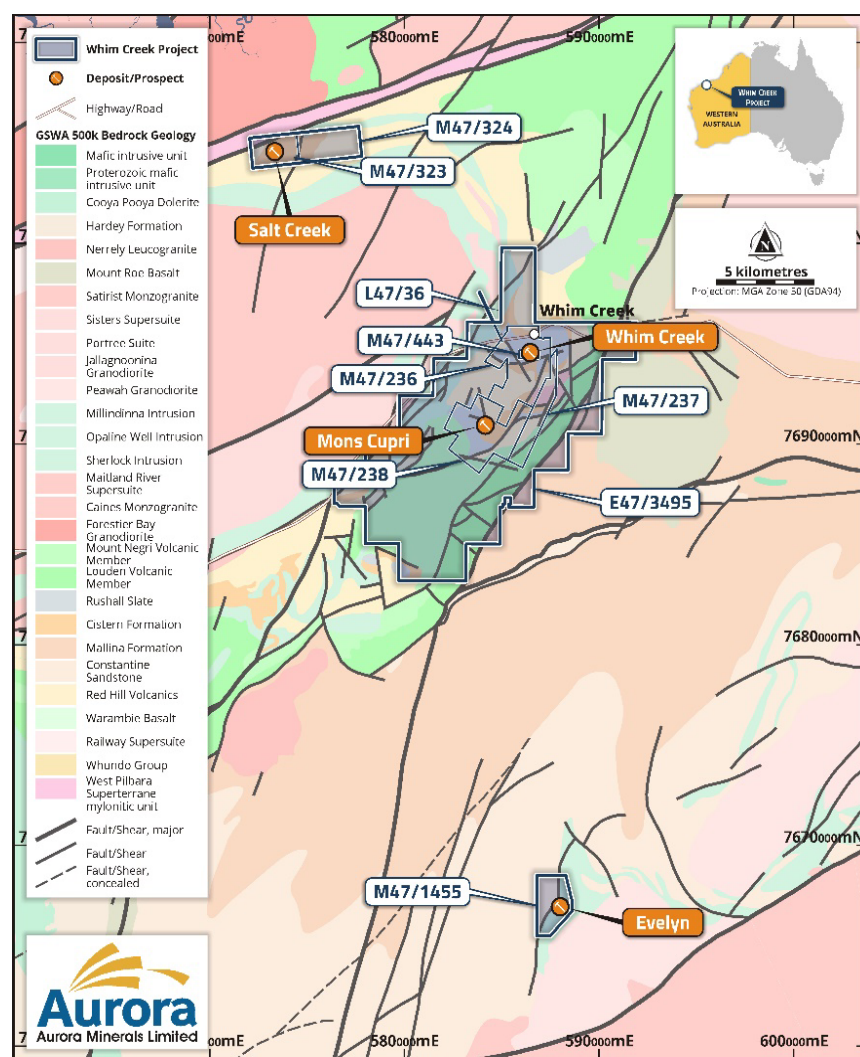 580000mE
590000mE
Whim Creek Project
Deposit/Prospect
Highway/Road
GSWA 500k Bedrock Geology
Mafic intrusive unit
Proterozoic mafic
intrusive unit
Cooya Pooya Dolerite
Hardey Formation
Nerrely Leucogranite
Mount Roe Basalt
Satirist Monzogranite
Sisters Supersuite
Portree Suite
Jallagnoonina
Granodiorite
Peawah Granodiorite
Millindinna Intrusion
Opaline Well Intrusion
Sherlock Intrusion
Maitland River
Supersuite
Caines Monzogranite
Forestier Bay
Granodiorite
Mount Negri Volcanic
Member
Louden Volcanic
Member
Rushall Slate
Cistern Formation
Mallina Formation
Constantine
Sandstone
Red Hill Volcanics
Warambie Basalt
Railway Supersuite
Whundo Group
West Pilbara
Superterrane
mylonitic unit
Fault/Shear, major
Fault/Shear
Fault/Shear,
concealed
WHIM CREEK
PROJECT
WESTERN
AUSTRALIA
N
5 kilometres
Projection: MGA Zone 50 (GDA94)
M47/324
M47/323
Salt Creek
L47/36
Whim Creek
M47/443
Whim Creek
M47/236
M47/237
Mons Cupri
7690000mN
M47/238
E47/3495
7680000mN
7670000mN
M47/1455
Evelyn
Aurora
Aurora Minerals Limited
mE
580000mE
590000mE
600000mE